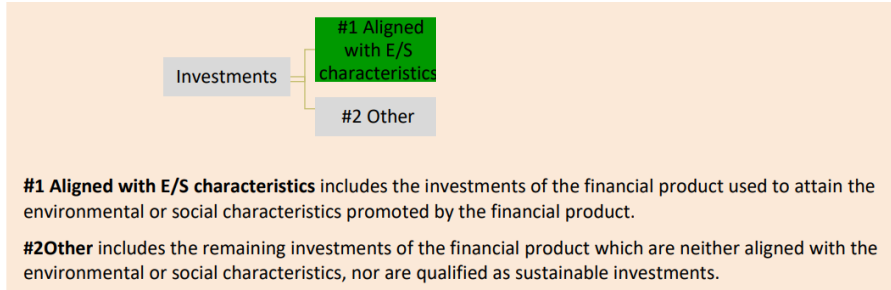 #1 Aligned
with E/S
characteristics
Investments
#2 Other
#1 Aligned with E/S characteristics includes the investments of the financial product used to attain the
environmental or social characteristics promoted by the financial product.
#2Other includes the remaining investments of the financial product which are neither aligned with the
environmental or social characteristics, nor are qualified as sustainable investments.